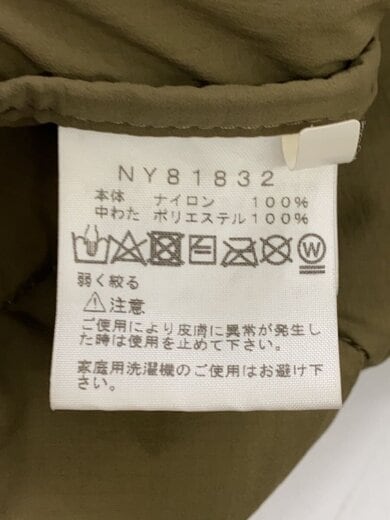 NY81832
本体 ナイロン 100%
中わた ポリエステル100%
W
弱く絞る
注意
ご使用により皮膚に異常が発生した
時は使用を止めて下さい。
家庭用洗濯機のご使用はお避け下
さい。